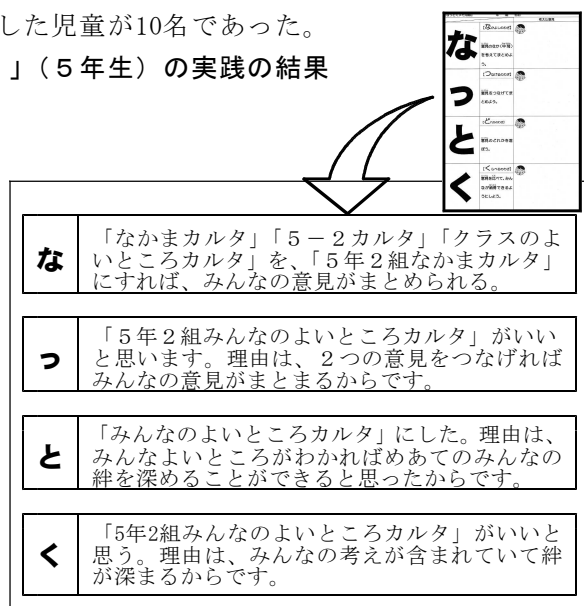 した児童が10名であった。
」(5年生)の実践の結果
な
っ
と
く
な
「なかまカルタ」「5-2カルタ」「クラスのよ
いところカルタ」を、「5年2組なかまカルタ」
にすれば、みんなの意見がまとめられる。
っ
「5年2組みんなのよいところカルタ」がいい
と思います。理由は、2つの意見をつなげれば
みんなの意見がまとまるからです。
と
「みんなのよいところカルタ」にした。理由は、
みんなよいところがわかればめあてのみんなの
絆を深めることができると思ったからです。
く
「5年2組みんなのよいところカルタ」がいいと
思う。理由は、みんなの考えが含まれていて絆
が深まるからです。